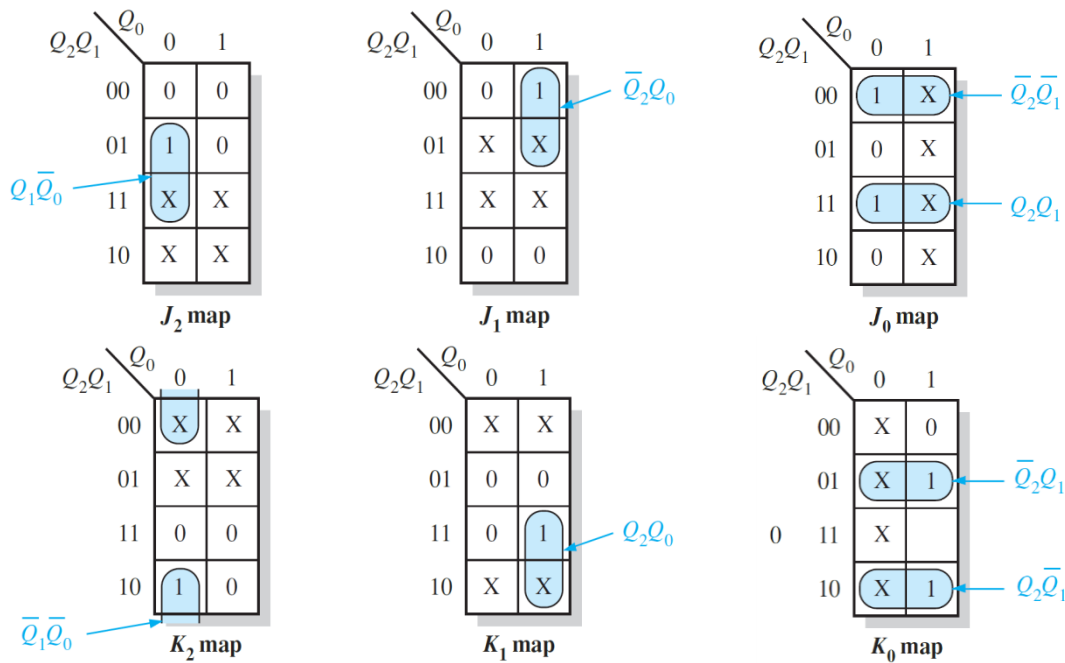 Q₀
Q₂Q₁ 0 1
00 0 0
01 1 0
11 X X
10 X X
Q₁Q̅₀
J₂ map
Q₀
Q₂Q₁ 0 1
00 0 1
01 X X
11 X X
10 0 0
Q̅₂Q₀
J₁ map
Q₀
Q₂Q₁ 0 1
00 1 X Q̅₂Q̅₁
01 0 X
11 1 X Q₂Q₁
10 0 X
J₀ map
Q₀
Q₂Q₁ 0 1
00 X X
01 X X
11 0 0
10 1 0
Q̅₁Q̅₀
K₂ map
Q₀
Q₂Q₁ 0 1
00 X X
01 0 0
11 0 1
10 X X
Q₂Q₀
K₁ map
Q₀
Q₂Q₁ 0 1
00 X 0
01 X 1 Q̅₂Q₁
0 11 X
10 X 1 Q₂Q̅₁
K₀ map